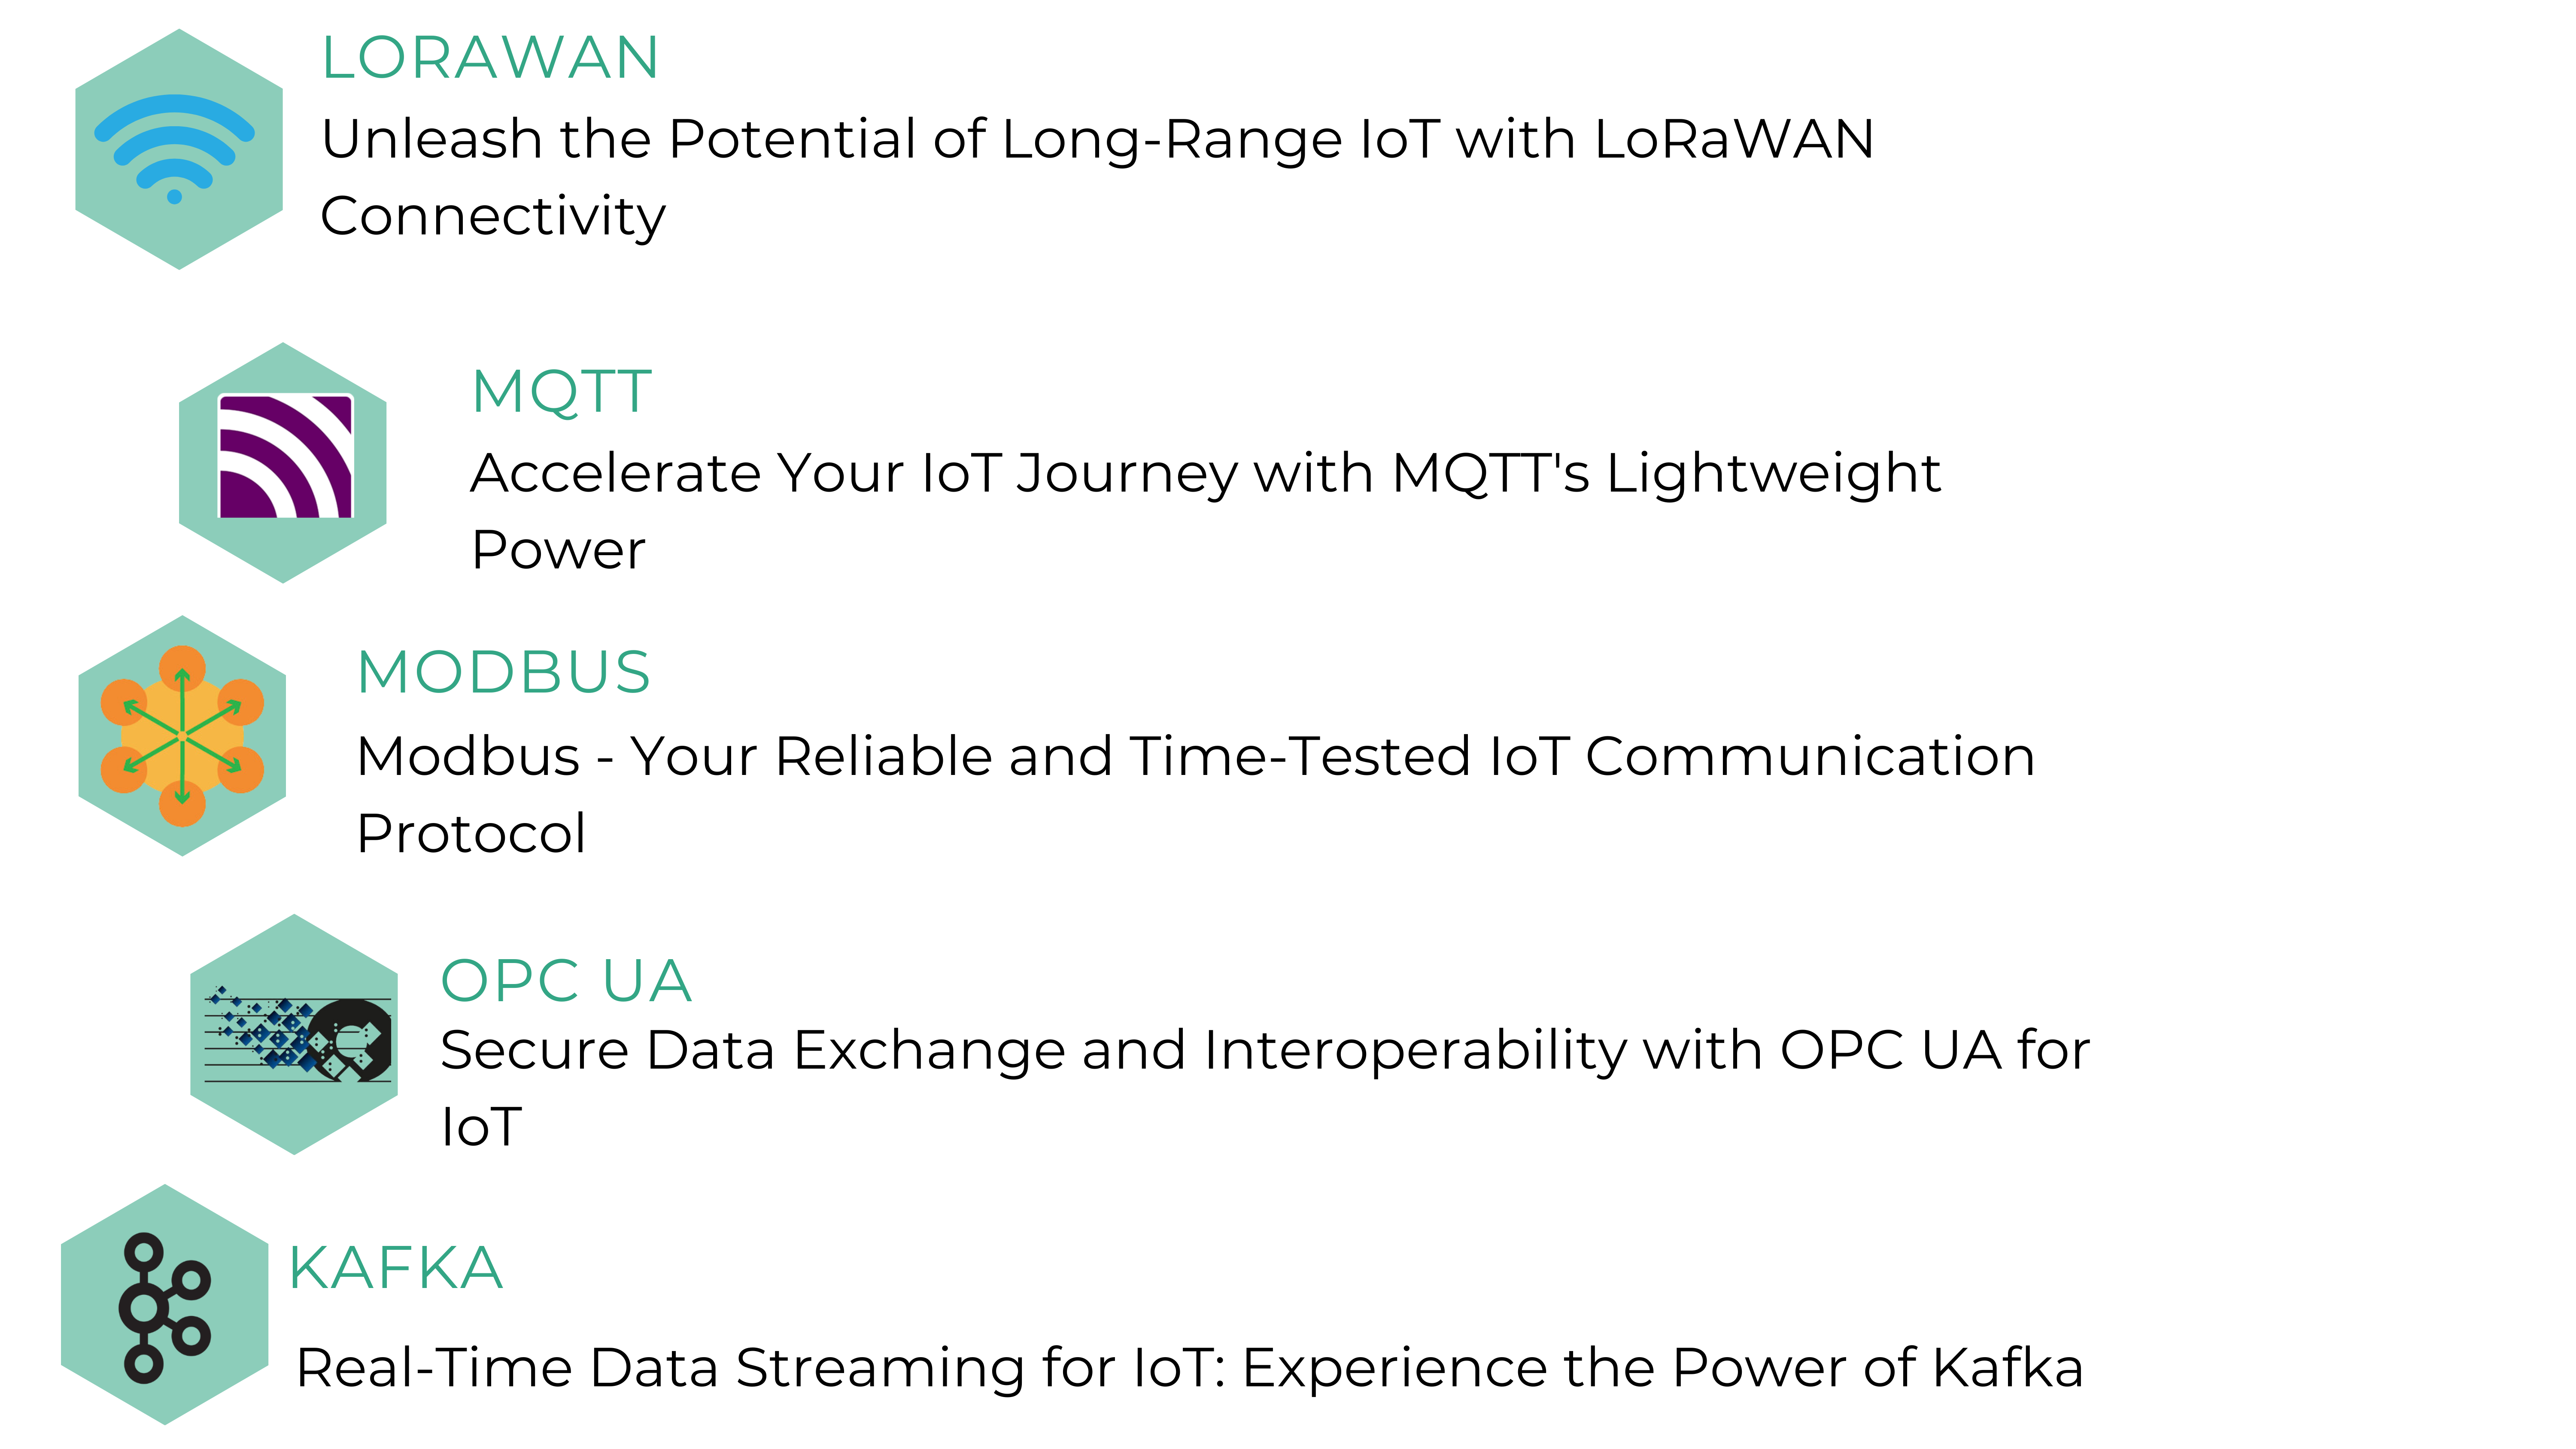 LORAWAN
Unleash the Potential of Long-Range IoT with LoRaWAN
Connectivity
MQTT
Accelerate Your IoT Journey with MQTT's Lightweight
Power
MODBUS
Modbus - Your Reliable and Time-Tested IoT Communication
Protocol
OPC UA
Secure Data Exchange and Interoperability with OPC UA for
IoT
KAFKA
Real-Time Data Streaming for IoT: Experience the Power of Kafka